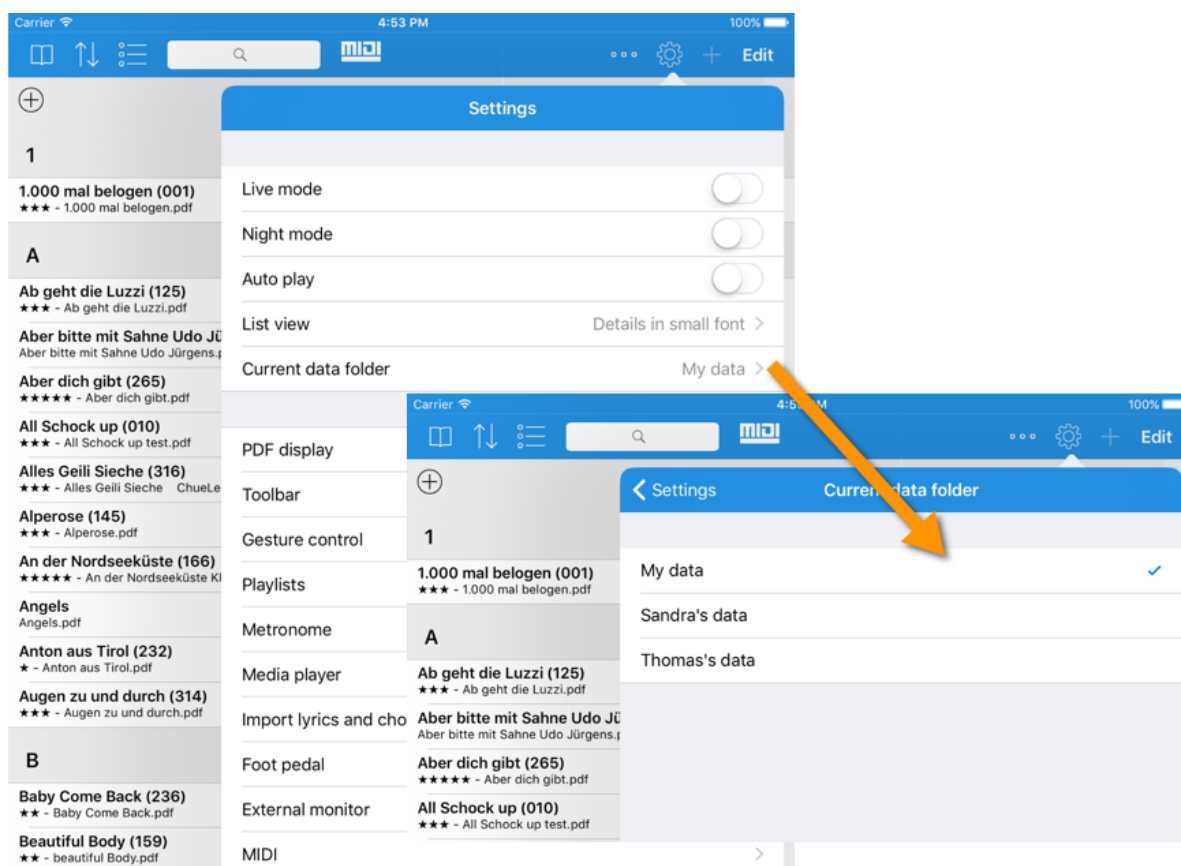 Carrier 4:53 PM 100%
MIDI Edit
Settings
1
1.000 mal belogen (001)
★★★ - 1.000 mal belogen.pdf
A
Ab geht die Luzzi (125)
★★★ - Ab geht die Luzzi.pdf
Aber bitte mit Sahne Udo Jü
Aber bitte mit Sahne Udo Jürgens.p
Aber dich gibt (265)
★★★★★ - Aber dich gibt.pdf
All Schock up (010)
★★★ - All Schock up test.pdf
Alles Geili Sieche (316)
★★★ - Alles Geili Sieche ChueLe
Alperose (145)
★★★ - Alperose.pdf
An der Nordseeküste (166)
★★★★★ - An der Nordseeküste Kl
Angels
Angels.pdf
Anton aus Tirol (232)
★ - Anton aus Tirol.pdf
Augen zu und durch (314)
★★★ - Augen zu und durch.pdf
B
Baby Come Back (236)
★★ - Baby Come Back.pdf
Beautiful Body (159)
★★ - beautiful Body.pdf
Live mode
Night mode
Auto play
List view Details in small font >
Current data folder My data >
PDF display
Toolbar
Gesture control
Playlists
Metronome
Media player
Import lyrics and cho
Foot pedal
External monitor
MIDI >
Carrier 4:53 PM 100%
MIDI Edit
Settings Current data folder
1
1.000 mal belogen (001)
★★★ - 1.000 mal belogen.pdf
A
Ab geht die Luzzi (125)
★★★ - Ab geht die Luzzi.pdf
Aber bitte mit Sahne Udo Jü
Aber bitte mit Sahne Udo Jürgens.p
Aber dich gibt (265)
★★★★★ - Aber dich gibt.pdf
All Schock up (010)
★★★ - All Schock up test.pdf
My data ✓
Sandra's data
Thomas's data